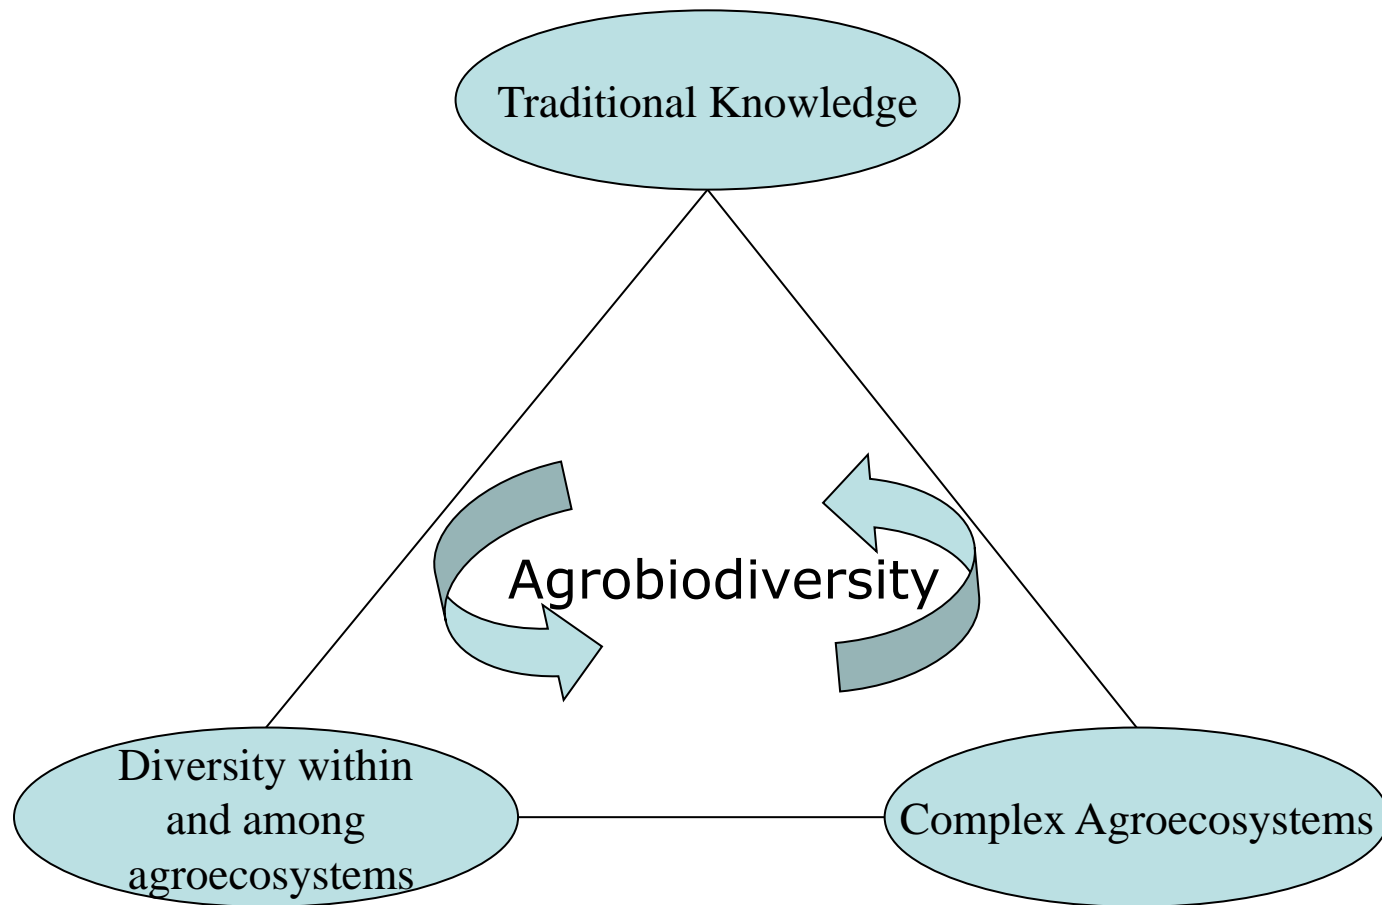 Traditional Knowledge
Agrobiodiversity
Diversity within
and among
agroecosystems
Complex Agroecosystems